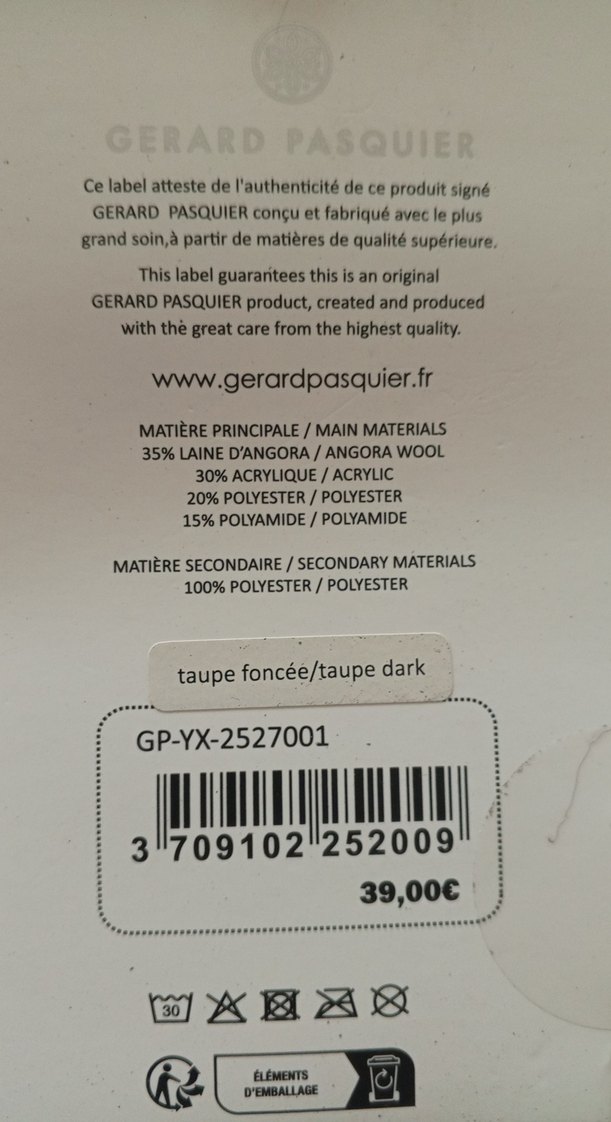 GERARD PASQUIER
Ce label atteste de l'authenticité de ce produit signé
GERARD PASQUIER conçu et fabriqué avec le plus
grand soin,à partir de matières de qualité supérieure.
This label guarantees this is an original
GERARD PASQUIER product, created and produced
with the great care from the highest quality.
www.gerardpasquier.fr
MATIÈRE PRINCIPALE / MAIN MATERIALS
35% LAINE D'ANGORA / ANGORA WOOL
30% ACRYLIQUE / ACRYLIC
20% POLYESTER / POLYESTER
15% POLYAMIDE / POLYAMIDE
MATIÈRE SECONDAIRE / SECONDARY MATERIALS
100% POLYESTER / POLYESTER
taupe foncée/taupe dark
GP-YX-2527001
3 709102 252009
39,00€
30
ÉLÉMENTS
D'EMBALLAGE